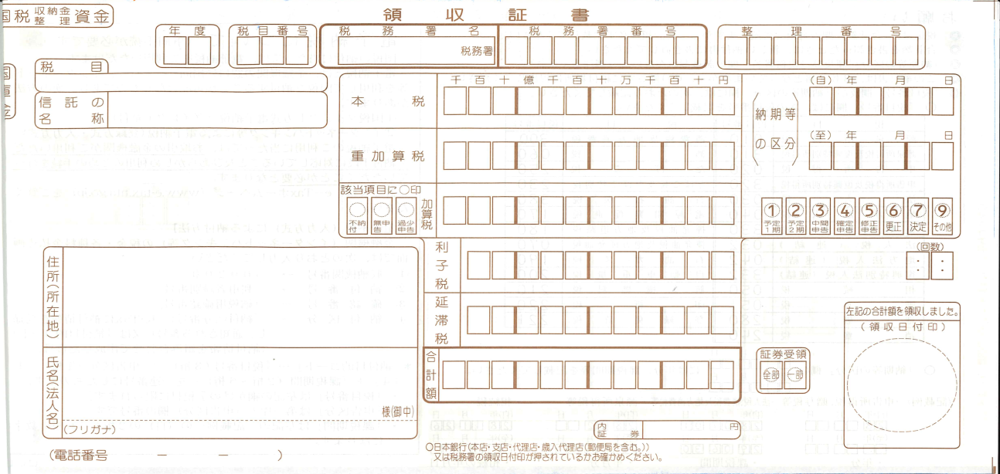 国税 収納金整理 資金
領収証書
年度
税目番号
税務署名
税務署番号
整理番号
税務署
国庫金
税目
信託の名称
千百十億千百十万千百十円
本税
重加算税
該当項目に○印
不納付
無申告
過少申告
加算税
利子税
延滞税
合計額
納期等の区分
(自) 年 月 日
(至) 年 月 日
1 予定1期
2 予定2期
3 中間申告
4 確定申告
5 修正申告
6 更正
7 決定
9 その他
(回数)
住所(所在地)
氏名(法人名)
様(御中)
(フリガナ)
(電話番号 － － )
証券受領
全部 一部
内証券 円
左記の合計額を領収しました。
(領収日付印)
○日本銀行(本店・支店・代理店・歳入代理店(郵便局を含む。))
又は税務署の領収日付印が押されているかお確かめください。